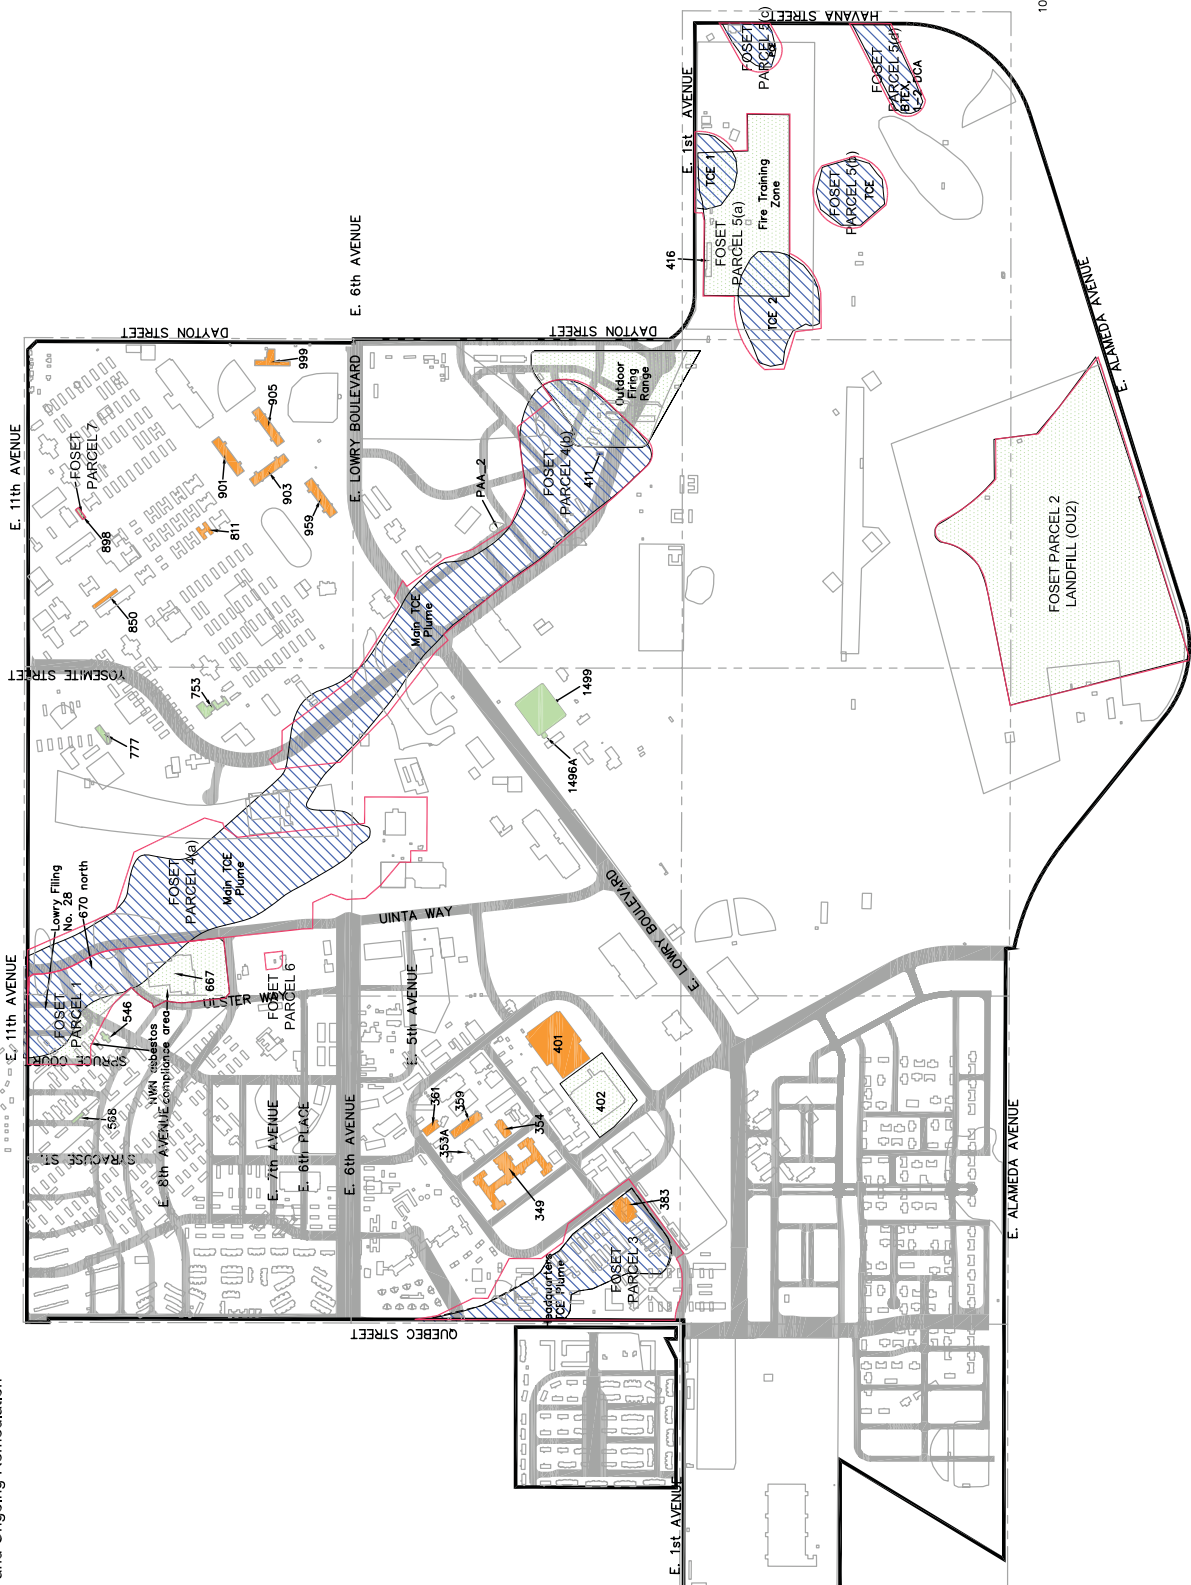 and Ongoing Remediation
10
HAVANA STREET
FOSET
PARCEL 5(c)
FOSET
PARCEL 5(d)
BTEX,
1-2 DCA
E. 1st AVENUE
TCE 1
FOSET
PARCEL 5(a)
Fire Training
Zone
FOSET
PARCEL 5(b)
TCE
416
TCE 2
E. ALAMEDA AVENUE
E. 6th AVENUE
DAYTON STREET
DAYTON STREET
999
905
901
903
959
811
898
850
FOSET
PARCEL 7
E. 11th AVENUE
E. LOWRY BOULEVARD
Outdoor
Firing
Range
FOSET
PARCEL 4(b)
411
PAA_2
FOSET PARCEL 2
LANDFILL (OU2)
Main TCE
Plume
YOSEMITE STREET
753
777
1499
1496A
Lowry Filing
No. 28
670 north
FOSET
PARCEL 4(a)
Main TCE
Plume
UINTA WAY
E. LOWRY BOULEVARD
E. 11th AVENUE
FOSET
PARCEL 1
546
667
ULSTER WAY
FOSET
PARCEL 6
E. 5th AVENUE
SPRUCE COURT
NWN asbestos
compliance area
568
SYRACUSE ST
E. 8th AVENUE
E. 7th AVENUE
E. 6th PLACE
E. 6th AVENUE
401
402
361
359
353A
354
349
383
E. ALAMEDA AVENUE
Headquarters
TCE Plume
FOSET
PARCEL 3
QUEBEC STREET
E. 1st AVENUE